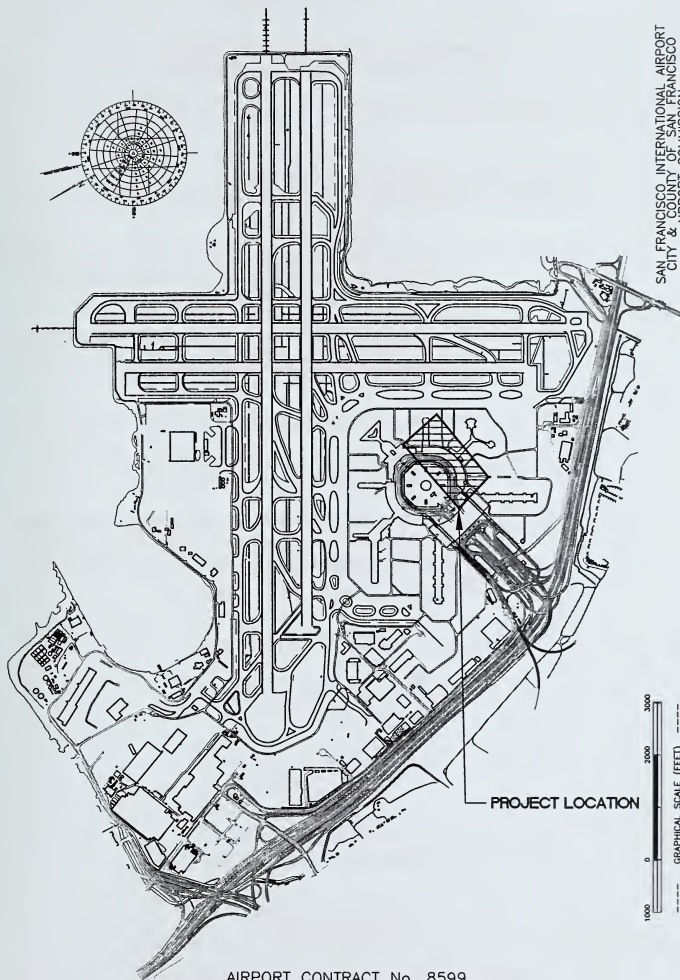 SAN FRANCISCO INTERNATIONAL AIRPORT
CITY & COUNTY OF SAN FRANCISCO
PROJECT LOCATION
1000 0 2000 3000
GRAPHICAL SCALE (FEET)
AIRPORT CONTRACT No. 8599